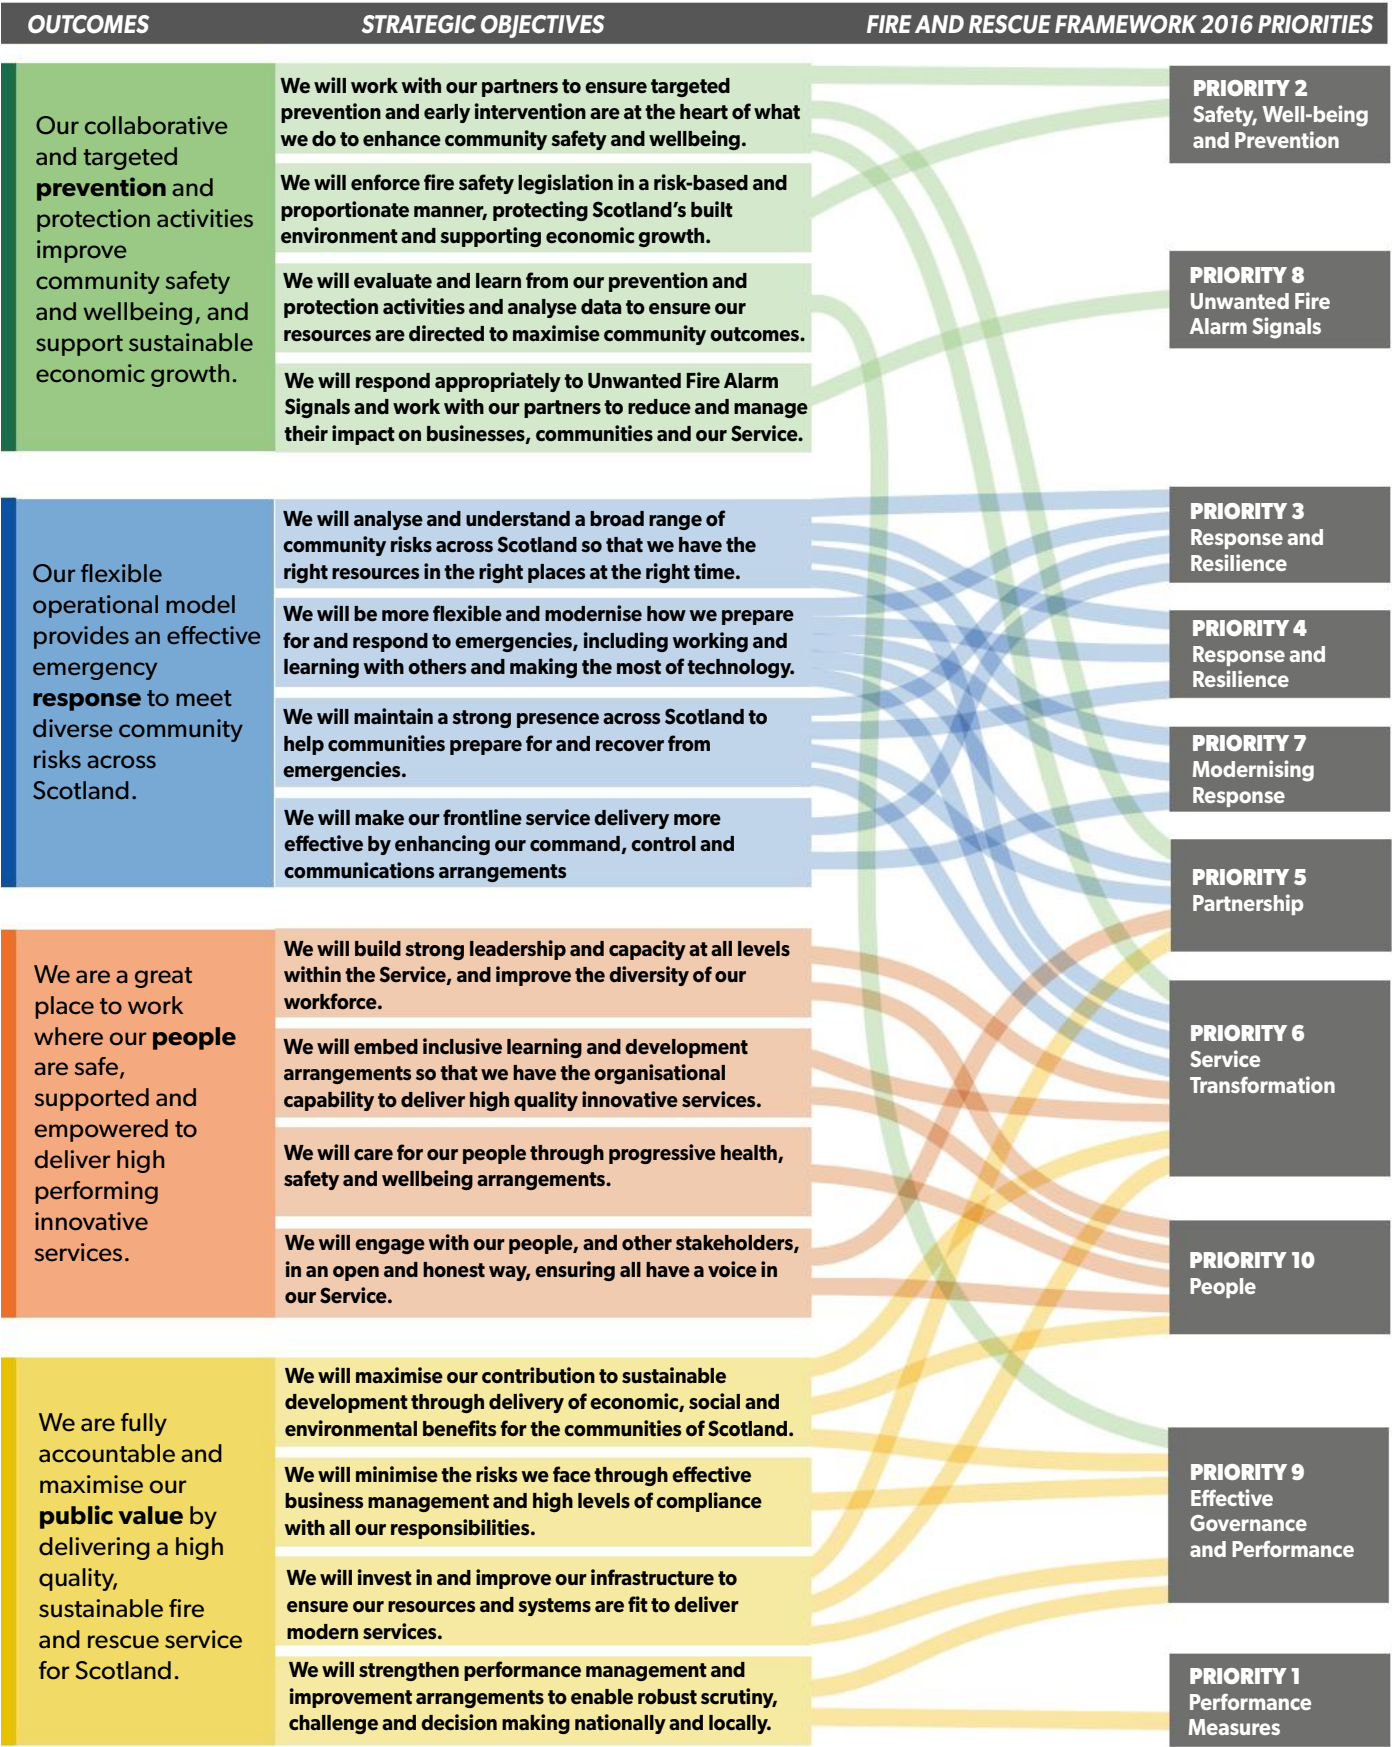 OUTCOMES
STRATEGIC OBJECTIVES
FIRE AND RESCUE FRAMEWORK 2016 PRIORITIES
Our collaborative
and targeted
prevention and
protection activities
improve
community safety
and wellbeing, and
support sustainable
economic growth.
We will work with our partners to ensure targeted
prevention and early intervention are at the heart of what
we do to enhance community safety and wellbeing.
We will enforce fire safety legislation in a risk-based and
proportionate manner, protecting Scotland's built
environment and supporting economic growth.
We will evaluate and learn from our prevention and
protection activities and analyse data to ensure our
resources are directed to maximise community outcomes.
We will respond appropriately to Unwanted Fire Alarm
Signals and work with our partners to reduce and manage
their impact on businesses, communities and our Service.
Our flexible
operational model
provides an effective
emergency
response to meet
diverse community
risks across
Scotland.
We will analyse and understand a broad range of
community risks across Scotland so that we have the
right resources in the right places at the right time.
We will be more flexible and modernise how we prepare
for and respond to emergencies, including working and
learning with others and making the most of technology.
We will maintain a strong presence across Scotland to
help communities prepare for and recover from
emergencies.
We will make our frontline service delivery more
effective by enhancing our command, control and
communications arrangements
We are a great
place to work
where our people
are safe,
supported and
empowered to
deliver high
performing
innovative
services.
We will build strong leadership and capacity at all levels
within the Service, and improve the diversity of our
workforce.
We will embed inclusive learning and development
arrangements so that we have the organisational
capability to deliver high quality innovative services.
We will care for our people through progressive health,
safety and wellbeing arrangements.
We will engage with our people, and other stakeholders,
in an open and honest way, ensuring all have a voice in
our Service.
We are fully
accountable and
maximise our
public value by
delivering a high
quality,
sustainable fire
and rescue service
for Scotland.
We will maximise our contribution to sustainable
development through delivery of economic, social and
environmental benefits for the communities of Scotland.
We will minimise the risks we face through effective
business management and high levels of compliance
with all our responsibilities.
We will invest in and improve our infrastructure to
ensure our resources and systems are fit to deliver
modern services.
We will strengthen performance management and
improvement arrangements to enable robust scrutiny,
challenge and decision making nationally and locally.
PRIORITY 2
Safety, Well-being
and Prevention
PRIORITY 8
Unwanted Fire
Alarm Signals
PRIORITY 3
Response and
Resilience
PRIORITY 4
Response and
Resilience
PRIORITY 7
Modernising
Response
PRIORITY 5
Partnership
PRIORITY 6
Service
Transformation
PRIORITY 10
People
PRIORITY 9
Effective
Governance
and Performance
PRIORITY 1
Performance
Measures